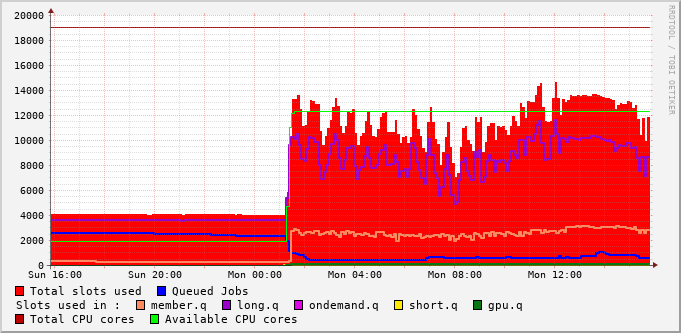 20000
18000
16000
14000
12000
10000
8000
6000
4000
2000
0
Sun 16:00 Sun 20:00 Mon 00:00 Mon 04:00 Mon 08:00 Mon 12:00
Total slots used Queued Jobs
Slots used in : member.q long.q ondemand.q short.q gpu.q
Total CPU cores Available CPU cores
RRDTOOL / TOBI OETIKER